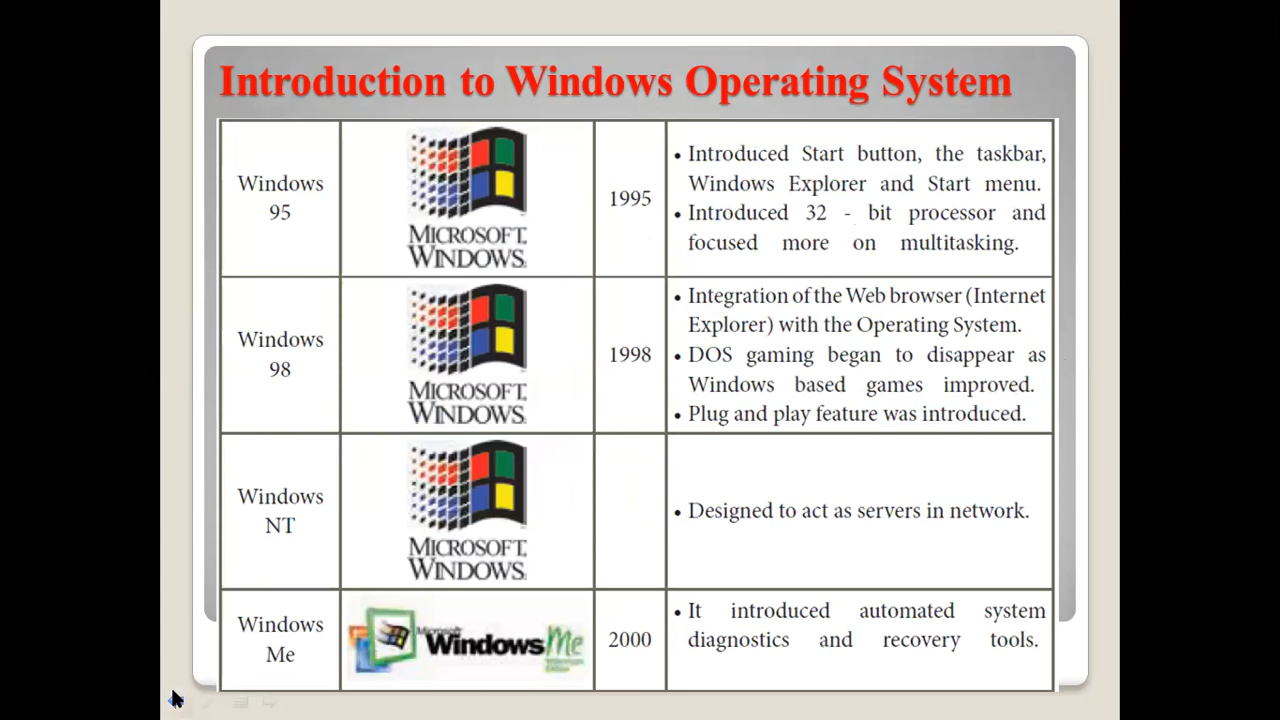 Introduction to Windows Operating System
Windows
95
MICROSOFT
WINDOWS
1995
• Introduced Start button, the taskbar,
Windows Explorer and Start menu.
• Introduced 32 - bit processor and
focused more on multitasking.
Windows
98
MICROSOFT
WINDOWS
1998
• Integration of the Web browser (Internet
Explorer) with the Operating System.
• DOS gaming began to disappear as
Windows based games improved.
• Plug and play feature was introduced.
Windows
NT
MICROSOFT
WINDOWS
• Designed to act as servers in network.
Windows
Me
Microsoft
Windows Me
Millennium
Edition
2000
• It introduced automated system
diagnostics and recovery tools.